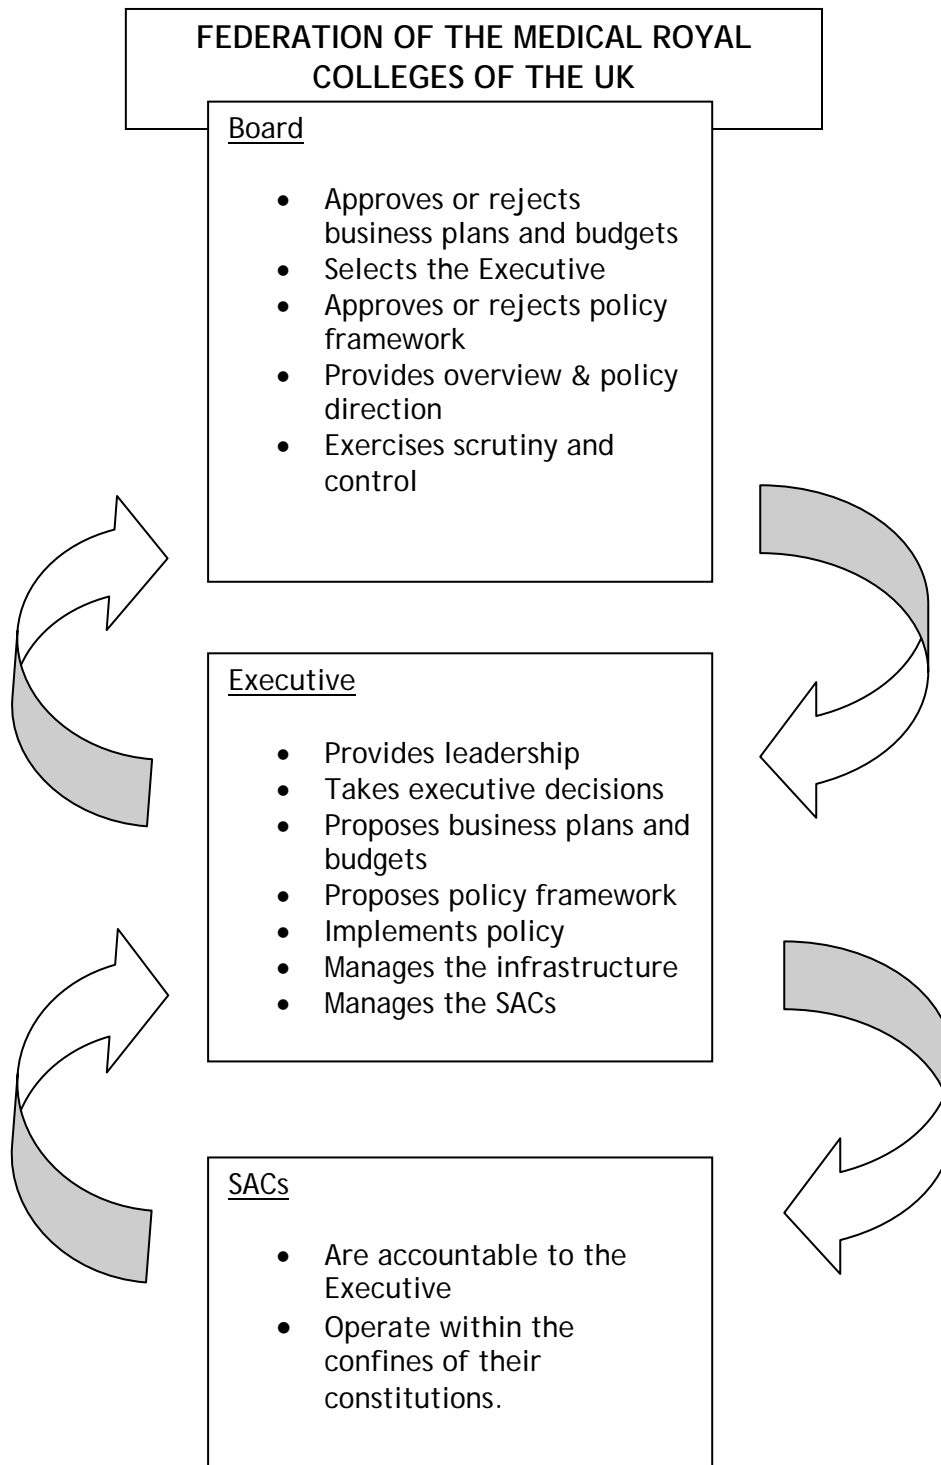 FEDERATION OF THE MEDICAL ROYAL
COLLEGES OF THE UK
Board
• Approves or rejects
business plans and budgets
• Selects the Executive
• Approves or rejects policy
framework
• Provides overview & policy
direction
• Exercises scrutiny and
control
Executive
• Provides leadership
• Takes executive decisions
• Proposes business plans and
budgets
• Proposes policy framework
• Implements policy
• Manages the infrastructure
• Manages the SACs
SACs
• Are accountable to the
Executive
• Operate within the
confines of their
constitutions.